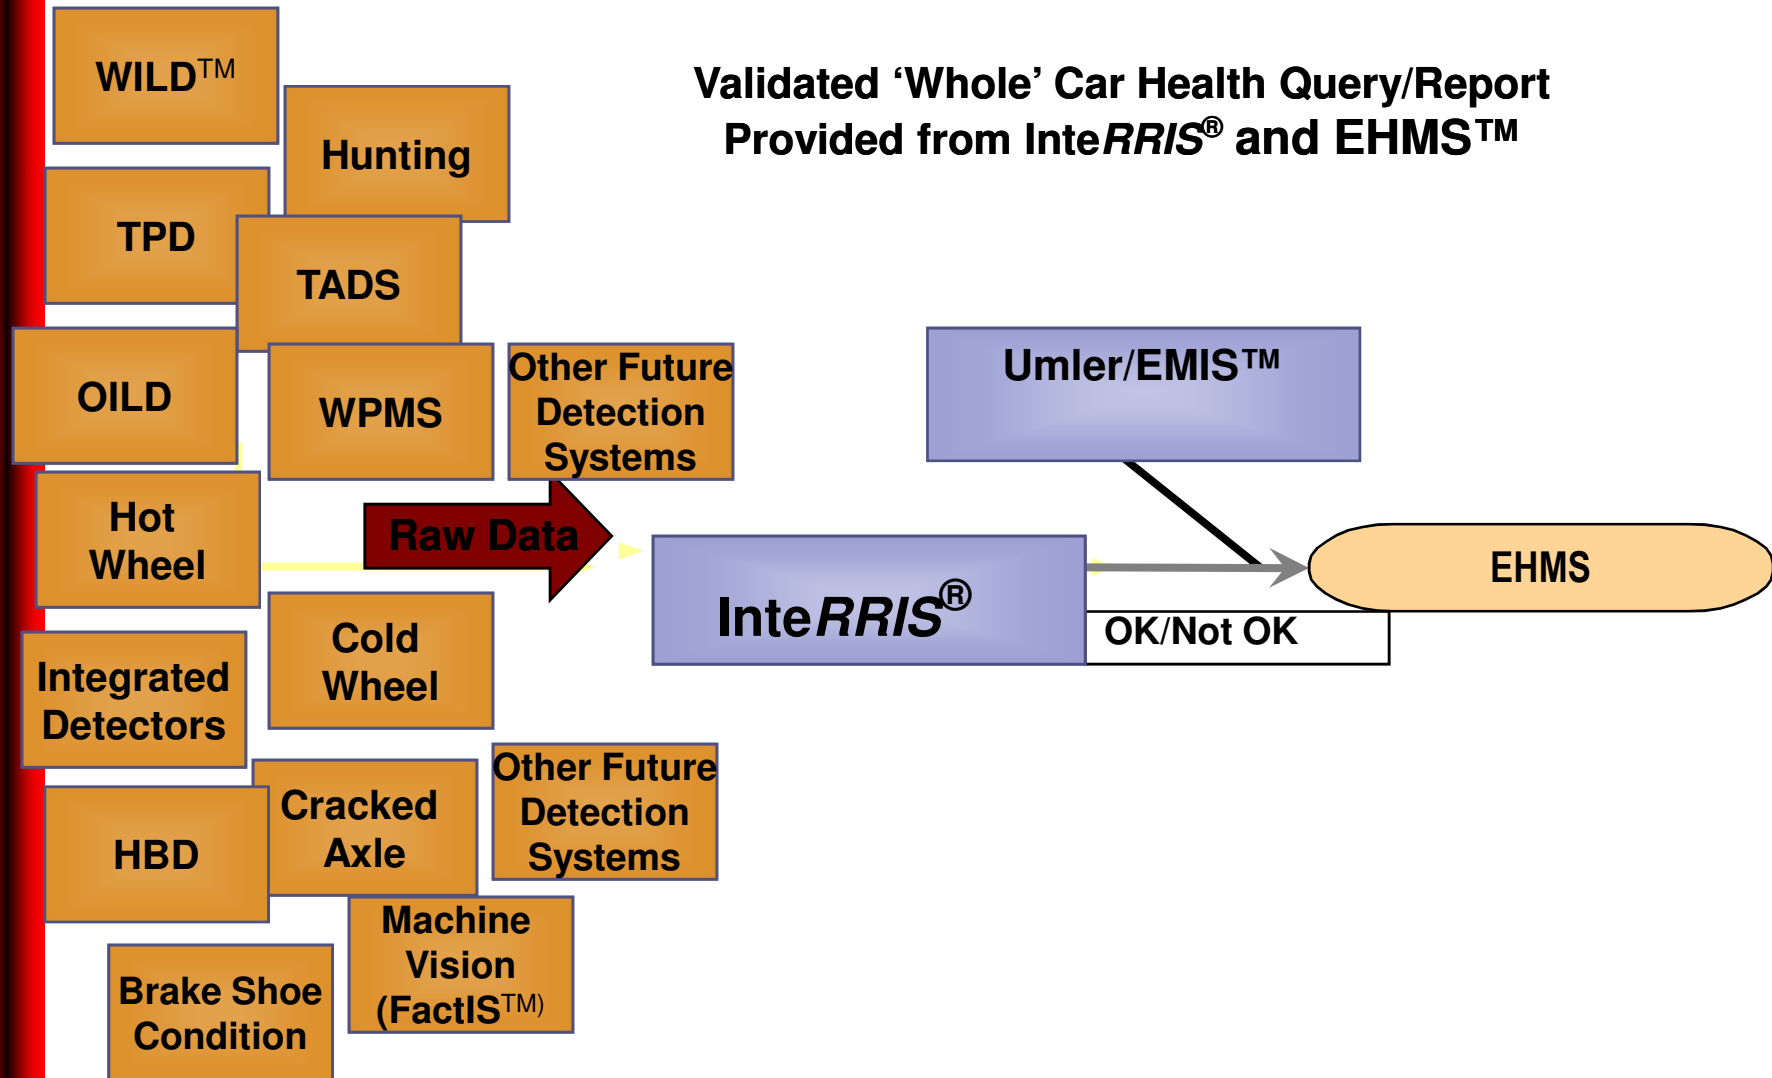 WILD™
Validated ‘Whole’ Car Health Query/Report
Provided from InteRRIS® and EHMS™
Hunting
TPD
TADS
OILD
WPMS
Other Future
Detection
Systems
Umler/EMIS™
Hot
Wheel
Raw Data
InteRRIS®
EHMS
OK/Not OK
Cold
Wheel
Integrated
Detectors
Other Future
Detection
Systems
Cracked
Axle
HBD
Machine
Vision
(FactIS™)
Brake Shoe
Condition